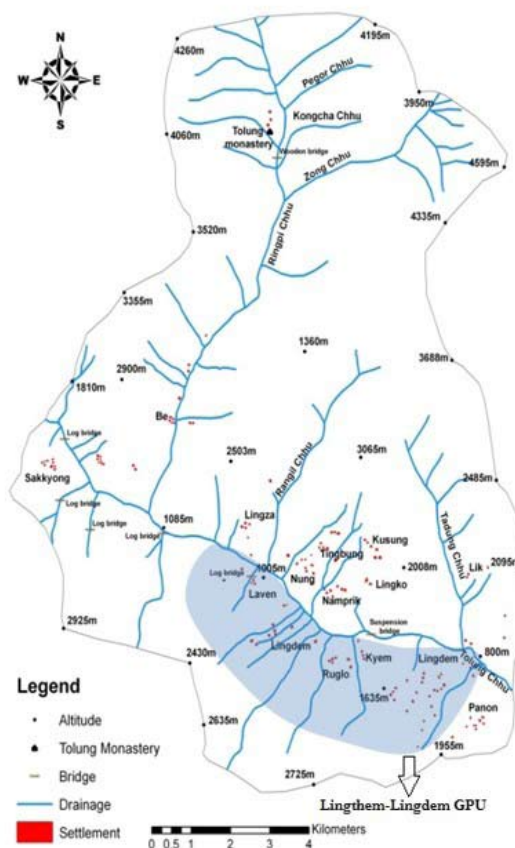 N
W E
S
4260m
4195m
Pegor Chhu
3950m
Kongcha Chhu
4060m
Tolung
monastery
Wooden bridge
Zong Chhu
4595m
4335m
3520m
Ringpi Chhu
3355m
1360m
2900m
3688m
1810m
Be
Log bridge
2503m
Rangil Chhu
3065m
Sakkyong
2485m
Log bridge
Log bridge
1085m
Log bridge
Lingza
Tingbung
Kusung
Tadung Chhu
Nung
2008m
Lik
2095m
1005m
Log bridge
Laven
Lingko
Namprik
2925m
Suspension
bridge
Lingdem
2430m
Kyem
Lingdem
800m
Tolung Chhu
Ruglo
1635m
Panon
2635m
1955m
2725m
Lingthem-Lingdem GPU
Legend
Altitude
Tolung Monastery
Bridge
Drainage
Settlement
Kilometers
0 0.5 1 2 3 4